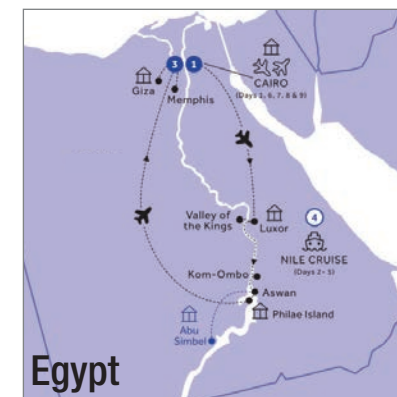 3
1
CAIRO
(Days 1, 6, 7, 8 & 9)
Giza
Memphis
Valley of
the Kings
Luxor
4
NILE CRUISE
(Days 2- 5)
Kom-Ombo
Aswan
Philae Island
Abu
Simbel
Egypt